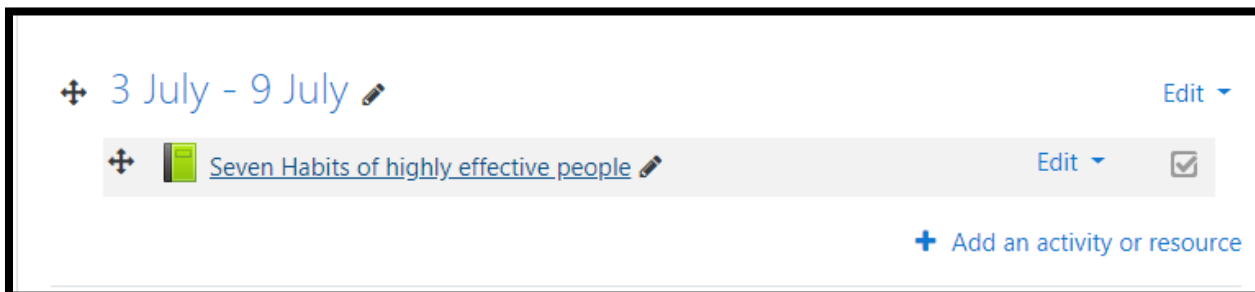 3 July - 9 July Edit
Seven Habits of highly effective people Edit
Add an activity or resource